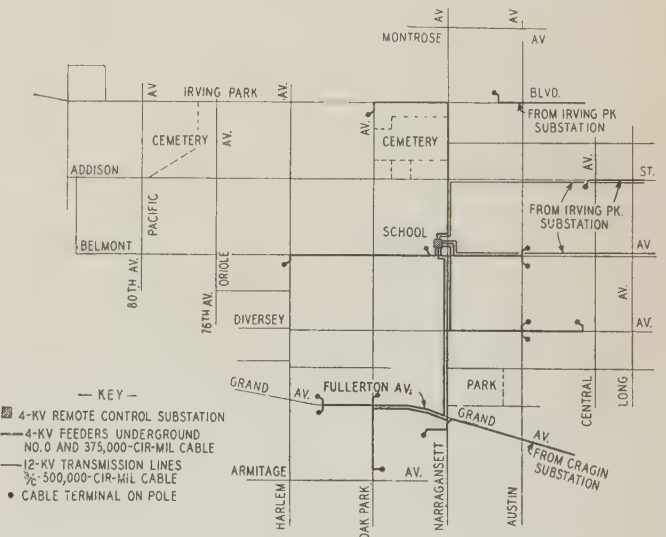 AV
AV
MONTROSE
AV
AV
IRVING PARK
AV
BLVD.
FROM IRVING PK
SUBSTATION
CEMETERY
AV.
AV.
CEMETERY
ADDISON
AV.
ST.
PACIFIC
FROM IRVING PK.
SUBSTATION
SCHOOL
BELMONT
AV
80TH AV.
76TH AV.
ORIOLE
AV.
DIVERSEY
AV.
— KEY —
4-KV REMOTE CONTROL SUBSTATION
4-KV FEEDERS UNDERGROUND
NO.0 AND 375,000-CIR-MIL CABLE
12-KV TRANSMISSION LINES
3/C-500,000-CIR-MIL CABLE
CABLE TERMINAL ON POLE
GRAND AV.
FULLERTON AV.
PARK
CENTRAL
LONG
GRAND AV.
FROM CRAGIN
SUBSTATION
ARMITAGE AV.
HARLEM
OAK PARK
NARRAGANSETT
AUSTIN